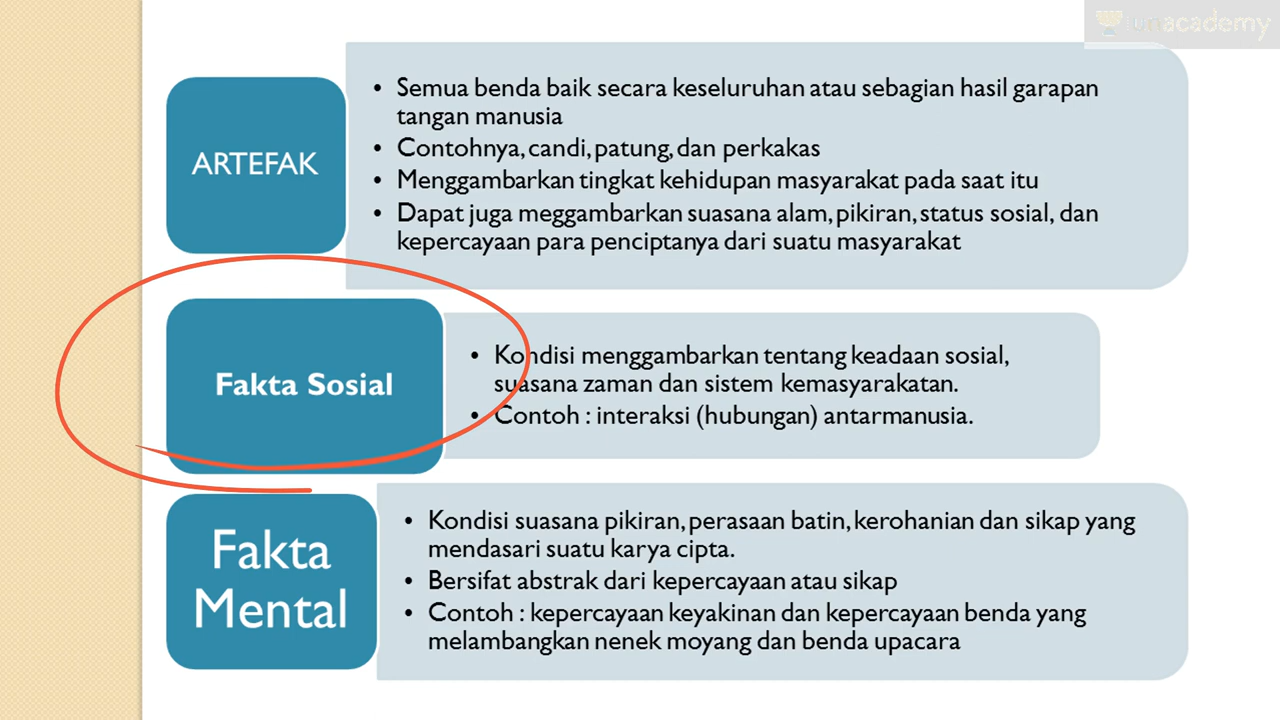 unacademy
ARTEFAK
• Semua benda baik secara keseluruhan atau sebagian hasil garapan
tangan manusia
• Contohnya, candi, patung, dan perkakas
• Menggambarkan tingkat kehidupan masyarakat pada saat itu
• Dapat juga meggambarkan suasana alam, pikiran, status sosial, dan
kepercayaan para penciptanya dari suatu masyarakat
Fakta Sosial
• Kondisi menggambarkan tentang keadaan sosial,
suasana zaman dan sistem kemasyarakatan.
• Contoh : interaksi (hubungan) antarmanusia.
Fakta
Mental
• Kondisi suasana pikiran, perasaan batin, kerohanian dan sikap yang
mendasari suatu karya cipta.
• Bersifat abstrak dari kepercayaan atau sikap
• Contoh : kepercayaan keyakinan dan kepercayaan benda yang
melambangkan nenek moyang dan benda upacara